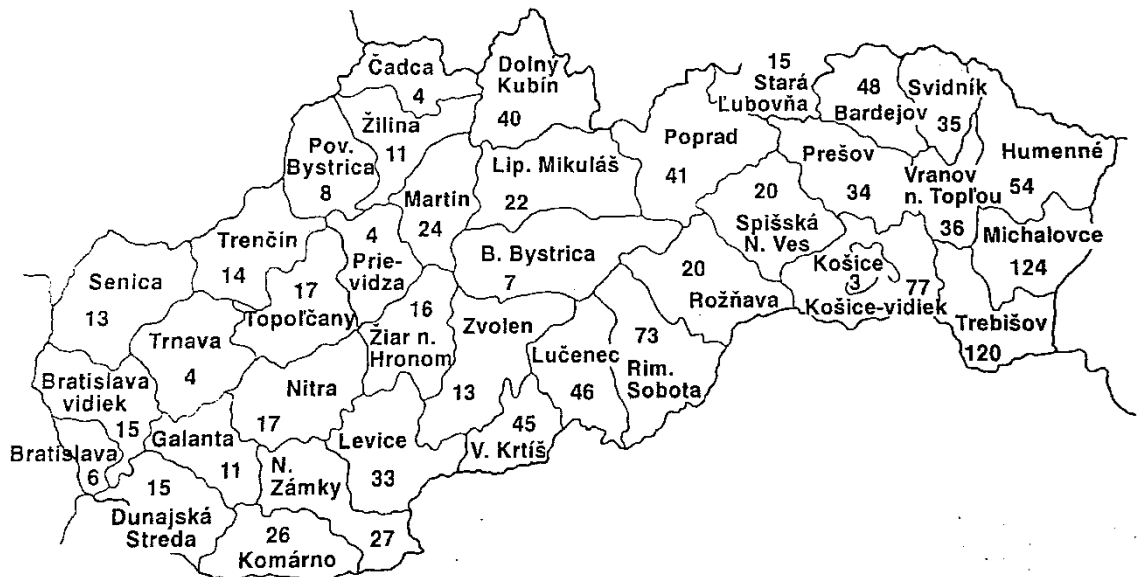 Čadca
4
Dolný
Kubín
40
15
Stará
Ľubovňa
48
Bardejov
Svidník
35
Žilina
11
Pov.
Bystrica
8
Martin
24
Lip. Mikuláš
22
Poprad
41
Prešov
34
Vranov
n. Topľou
36
Humenné
54
20
Spišská
N. Ves
Michalovce
124
Trenčín
14
4
Prie-
vidza
B. Bystrica
7
20
Rožňava
Košice
3
77
Košice-vidiek
Trebišov
120
Senica
13
17
Topoľčany
16
Žiar n.
Hronom
Zvolen
13
Lučenec
46
73
Rim.
Sobota
Trnava
4
Nitra
17
Bratislava
vidiek
15
Bratislava
6
Galanta
11
Levice
33
45
V. Krtíš
N.
Zámky
27
15
Dunajská
Streda
26
Komárno